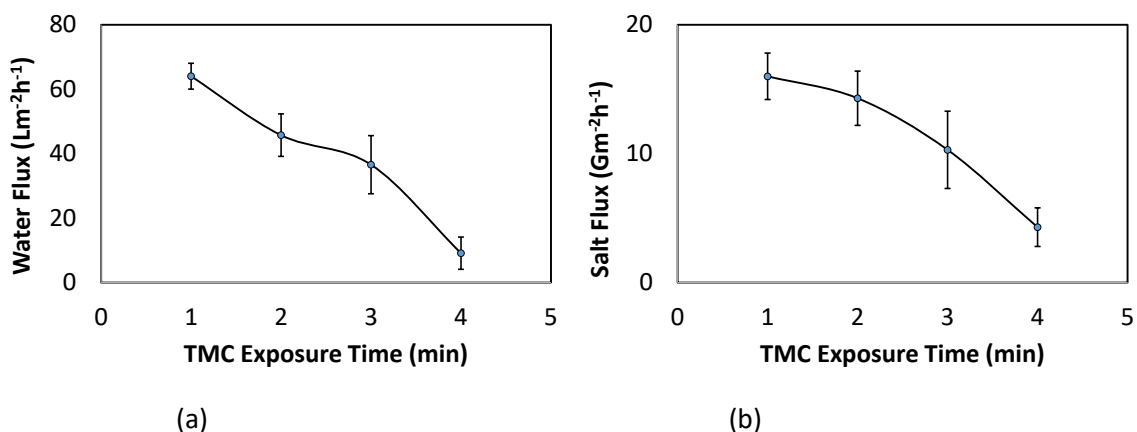 Water Flux (Lm⁻²h⁻¹)
80
60
40
20
0
0 1 2 3 4 5
TMC Exposure Time (min)
(a)
Salt Flux (Gm⁻²h⁻¹)
20
10
0
0 1 2 3 4 5
TMC Exposure Time (min)
(b)